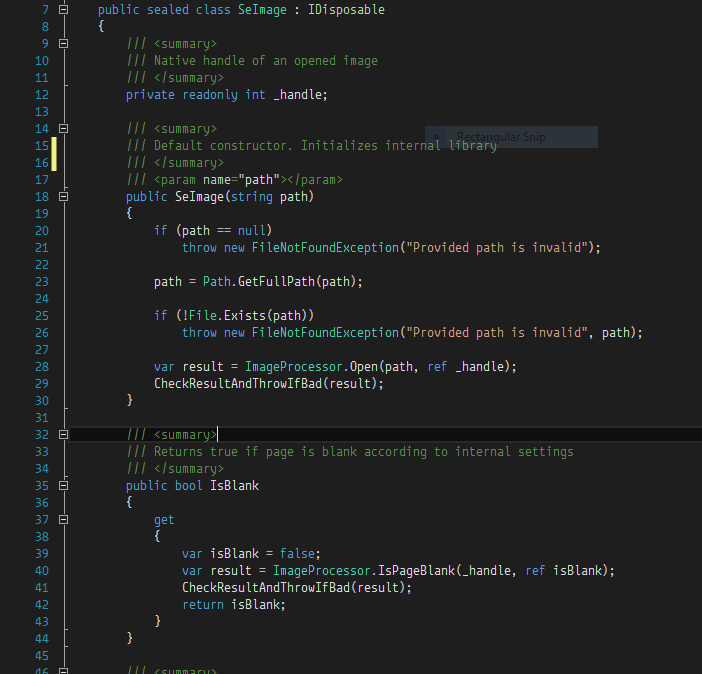 7 public sealed class SeImage : IDisposable
8 {
9 /// <summary>
10 /// Native handle of an opened image
11 /// </summary>
12 private readonly int _handle;
13
14 /// <summary>
Rectangular Snip
15 /// Default constructor. Initializes internal library
16 /// </summary>
17 /// <param name="path"></param>
18 public SeImage(string path)
19 {
20 if (path == null)
21 throw new FileNotFoundException("Provided path is invalid");
22
23 path = Path.GetFullPath(path);
24
25 if (!File.Exists(path))
26 throw new FileNotFoundException("Provided path is invalid", path);
27
28 var result = ImageProcessor.Open(path, ref _handle);
29 CheckResultAndThrowIfBad(result);
30 }
31
32 /// <summary>
33 /// Returns true if page is blank according to internal settings
34 /// </summary>
35 public bool IsBlank
36 {
37 get
38 {
39 var isBlank = false;
40 var result = ImageProcessor.IsPageBlank(_handle, ref isBlank);
41 CheckResultAndThrowIfBad(result);
42 return isBlank;
43 }
44 }
45
46 /// <summary>